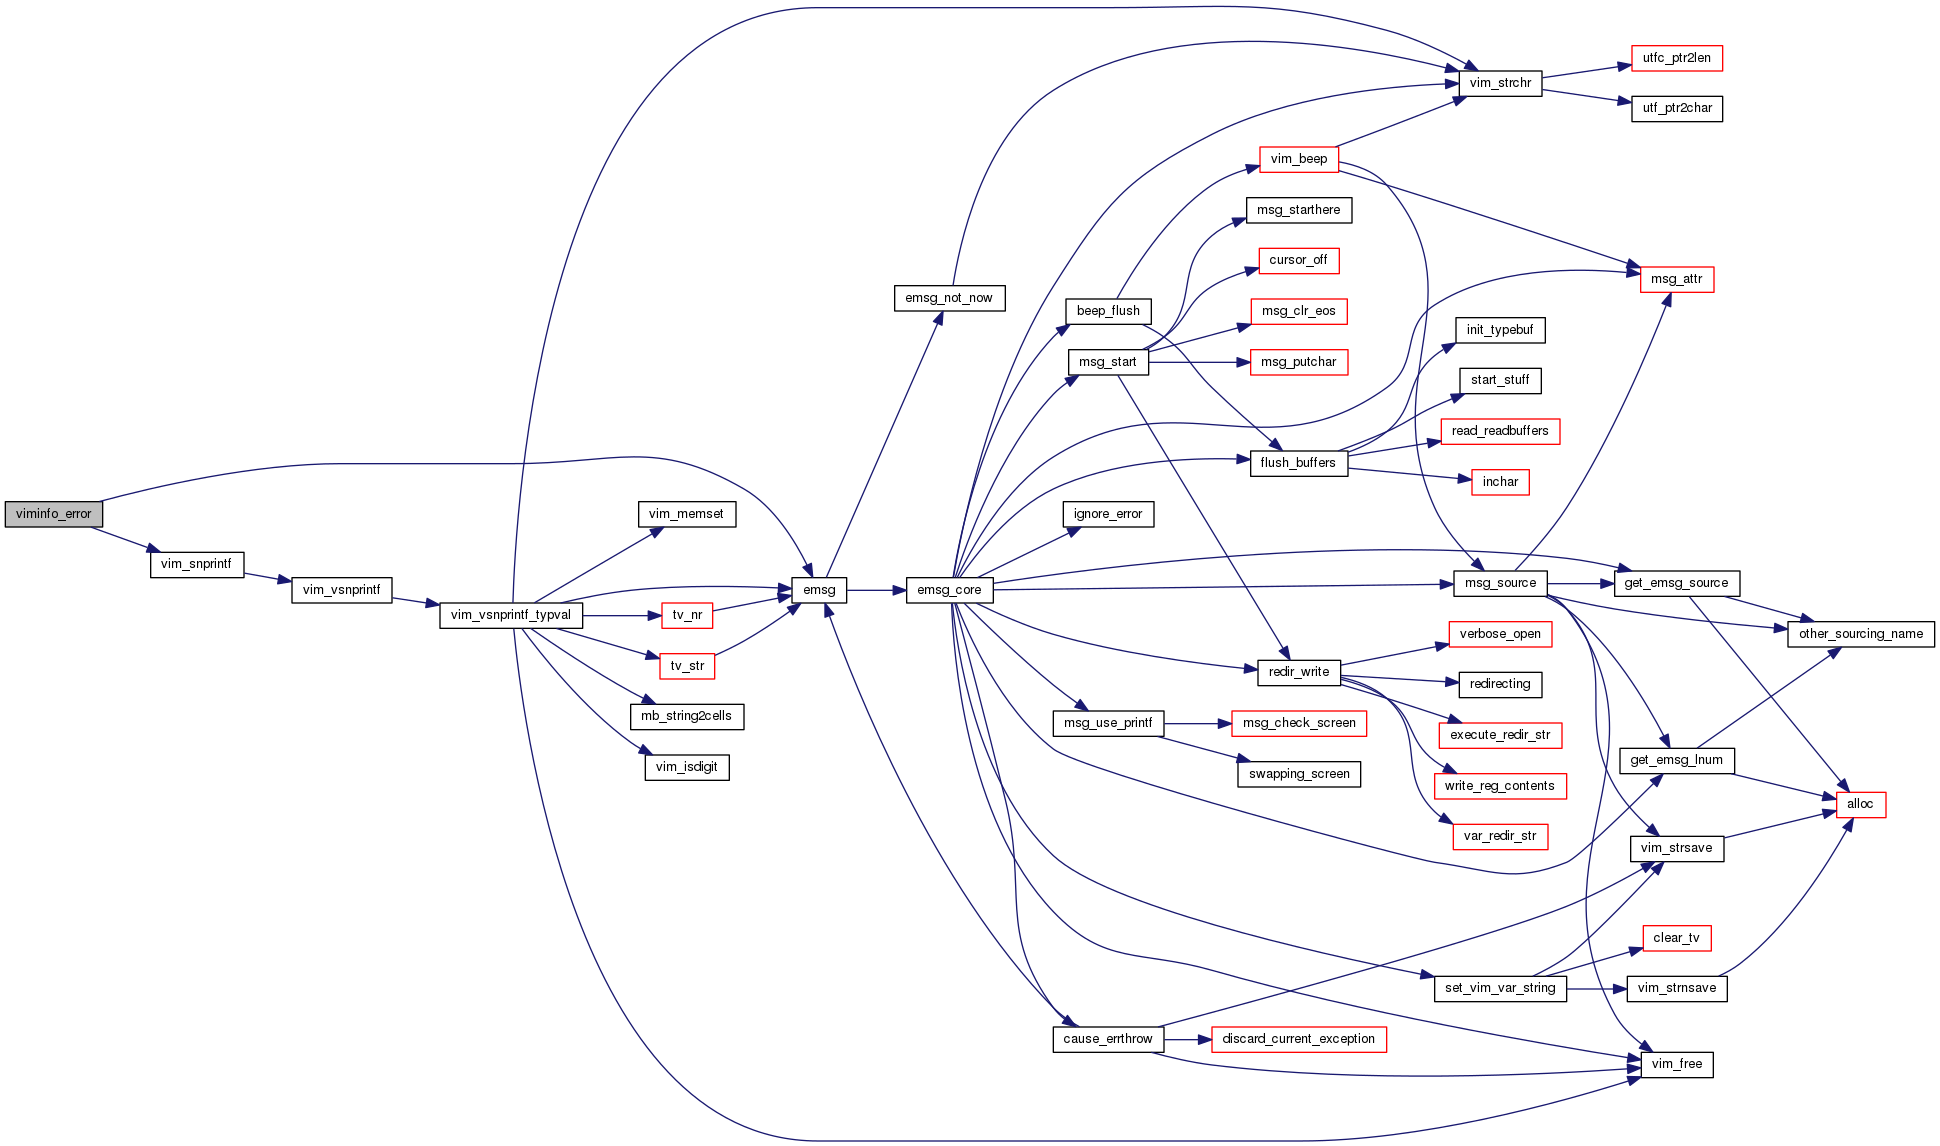 viminfo_error
vim_snprintf
vim_vsnprintf
vim_vsnprintf_typval
vim_memset
tv_nr
tv_str
mb_string2cells
vim_isdigit
emsg
emsg_not_now
emsg_core
beep_flush
msg_start
ignore_error
msg_use_printf
cause_errthrow
vim_beep
msg_starthere
cursor_off
msg_clr_eos
msg_putchar
flush_buffers
redir_write
msg_check_screen
swapping_screen
discard_current_exception
vim_strchr
init_typebuf
start_stuff
read_readbuffers
inchar
msg_source
verbose_open
redirecting
execute_redir_str
write_reg_contents
var_redir_str
set_vim_var_string
utfc_ptr2len
utf_ptr2char
msg_attr
get_emsg_source
get_emsg_lnum
vim_strsave
clear_tv
vim_strnsave
vim_free
other_sourcing_name
alloc